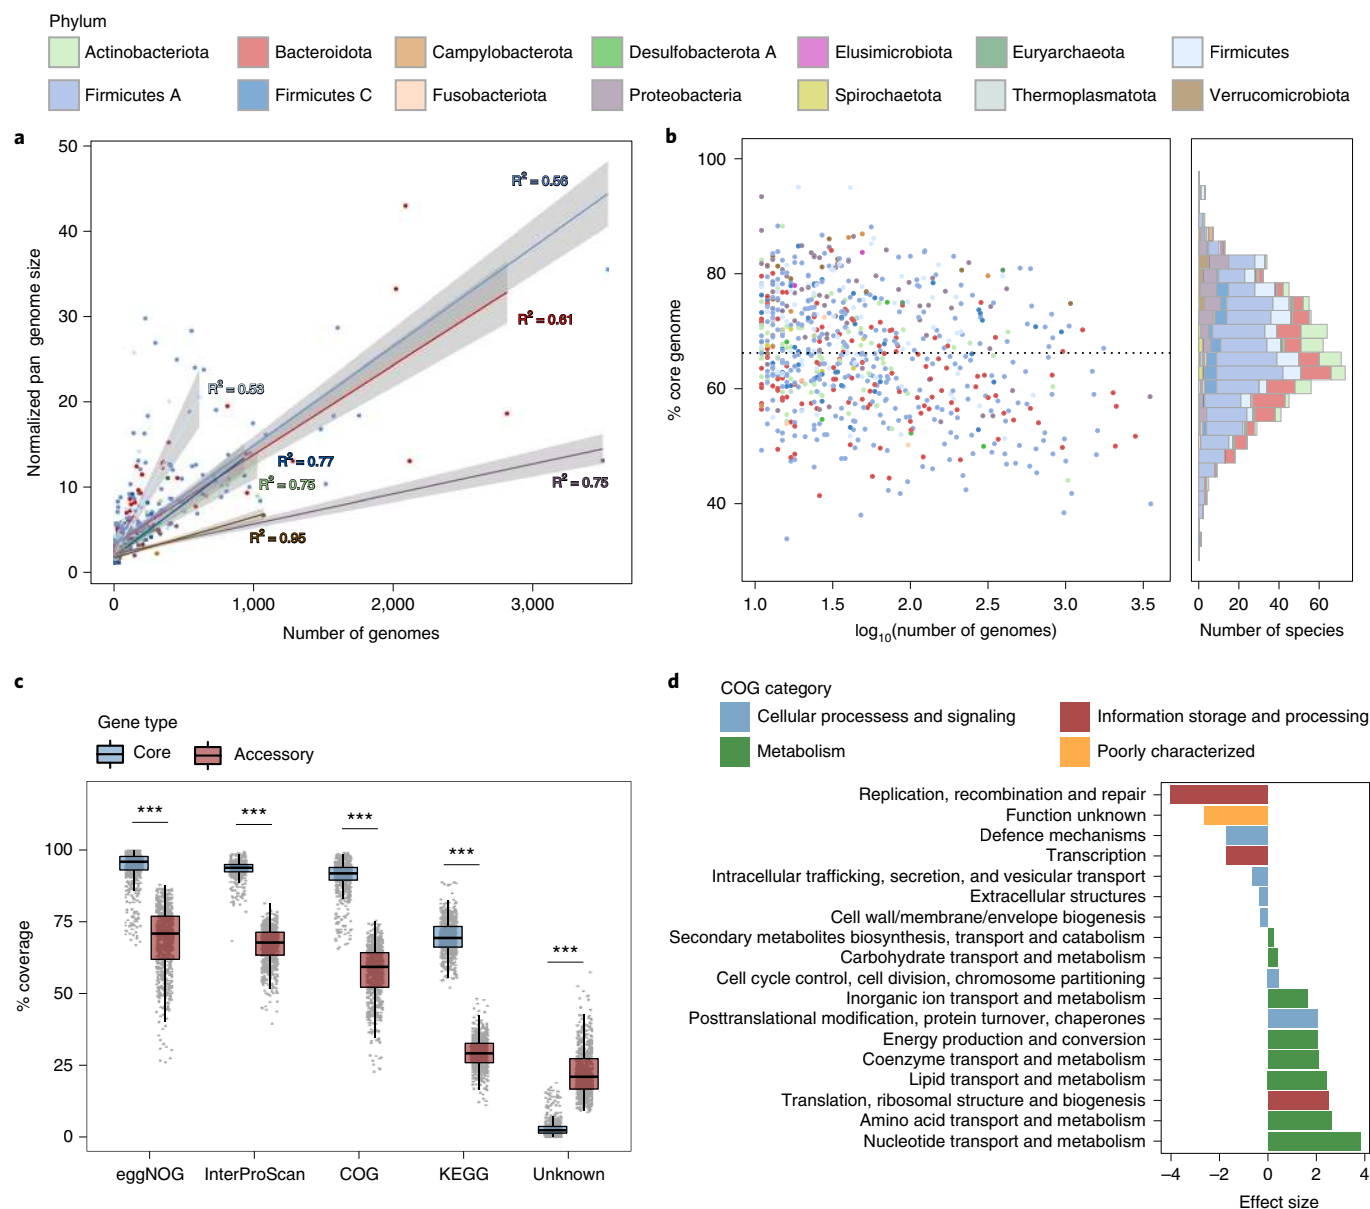 Phylum
Actinobacteriota Bacteroidota Campylobacterota Desulfobacterota A Elusimicrobiota Euryarchaeota Firmicutes
Firmicutes A Firmicutes C Fusobacteriota Proteobacteria Spirochaetota Thermoplasmatota Verrucomicrobiota
a
Normalized pan genome size
50
40
30
20
10
0
R² = 0.56
R² = 0.61
R² = 0.53
R² = 0.77
R² = 0.75
R² = 0.75
R² = 0.95
0 1,000 2,000 3,000
Number of genomes
b
% core genome
100
80
60
40
1.0 1.5 2.0 2.5 3.0 3.5
log₁₀(number of genomes)
0 20 40 60
Number of species
c
Gene type
Core Accessory
% coverage
100
75
50
25
0
*** *** *** *** ***
eggNOG InterProScan COG KEGG Unknown
d
COG category
Cellular processess and signaling Information storage and processing
Metabolism Poorly characterized
Replication, recombination and repair
Function unknown
Defence mechanisms
Transcription
Intracellular trafficking, secretion, and vesicular transport
Extracellular structures
Cell wall/membrane/envelope biogenesis
Secondary metabolites biosynthesis, transport and catabolism
Carbohydrate transport and metabolism
Cell cycle control, cell division, chromosome partitioning
Inorganic ion transport and metabolism
Posttranslational modification, protein turnover, chaperones
Energy production and conversion
Coenzyme transport and metabolism
Lipid transport and metabolism
Translation, ribosomal structure and biogenesis
Amino acid transport and metabolism
Nucleotide transport and metabolism
–4 –2 0 2 4
Effect size